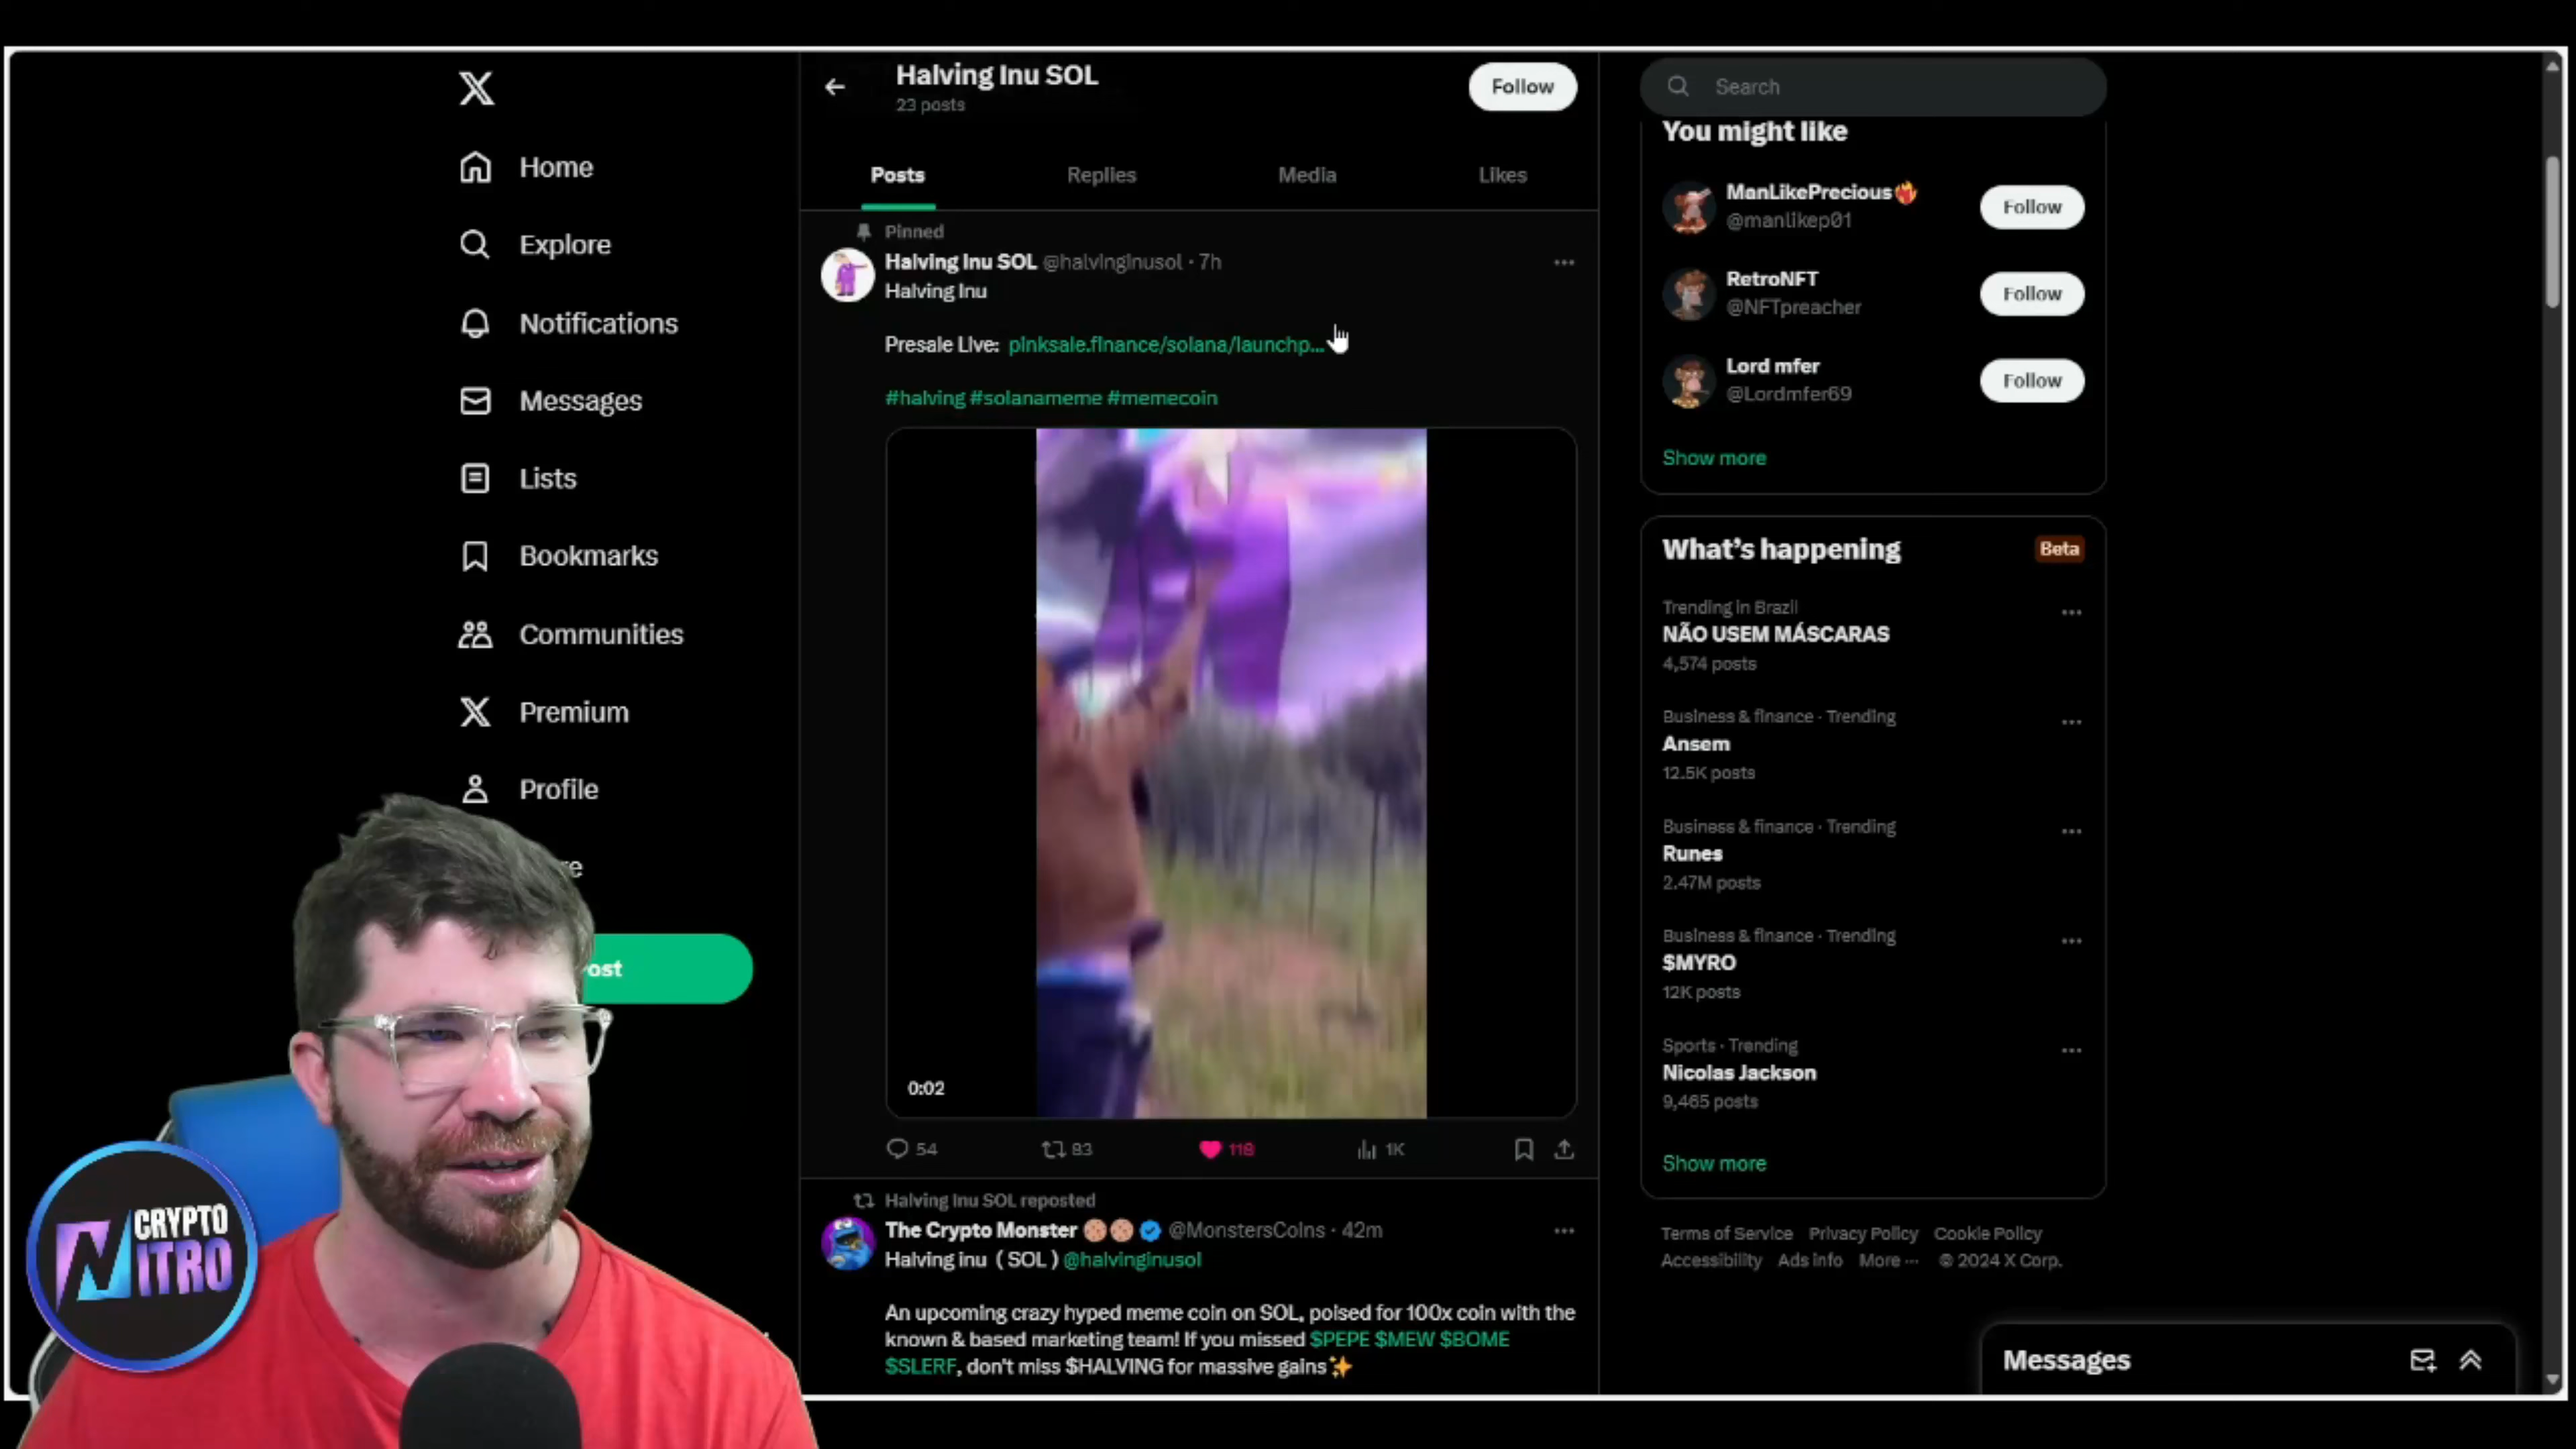 Halving Inu SOL
23 posts
Follow
Posts
Replies
Media
Likes
Home
Explore
Notifications
Messages
Lists
Bookmarks
Communities
Premium
Profile
re
ost
CRYPTO
NITRO
Pinned
Halving Inu SOL @halvinginusol · 7h
Halving Inu
Presale Live: pinksale.finance/solana/launchp...
#halving #solanameme #memecoin
0:02
54
83
118
1K
Halving Inu SOL reposted
The Crypto Monster @MonstersCoins · 42m
Halving inu ( SOL ) @halvinginusol
An upcoming crazy hyped meme coin on SOL, poised for 100x coin with the
known & based marketing team! If you missed $PEPE $MEW $BOME
$SLERF, don't miss $HALVING for massive gains✨
Search
You might like
ManLikePrecious❤️‍🔥
@manlikep01
Follow
RetroNFT
@NFTpreacher
Follow
Lord mfer
@Lordmfer69
Follow
Show more
What's happening
Beta
Trending in Brazil
NÃO USEM MÁSCARAS
4,574 posts
Business & finance · Trending
Ansem
12.5K posts
Business & finance · Trending
Runes
2.47M posts
Business & finance · Trending
$MYRO
12K posts
Sports · Trending
Nicolas Jackson
9,465 posts
Show more
Terms of Service Privacy Policy Cookie Policy
Accessibility Ads info More ··· © 2024 X Corp.
Messages